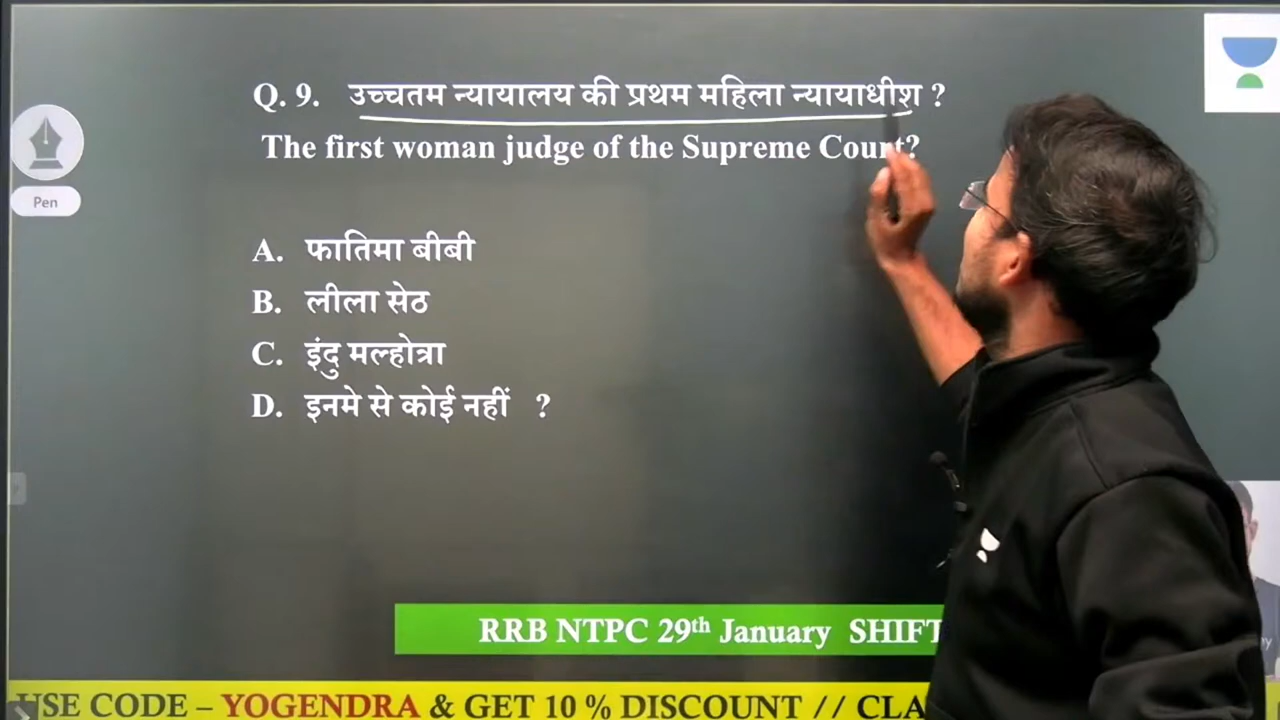 Q. 9. उच्चतम न्यायालय की प्रथम महिला न्यायाधीश ?
The first woman judge of the Supreme Court?
Pen
A. फातिमा बीबी
B. लीला सेठ
C. इंदु मल्होत्रा
D. इनमे से कोई नहीं ?
RRB NTPC 29th January SHIFT
USE CODE – YOGENDRA & GET 10 % DISCOUNT // CLA